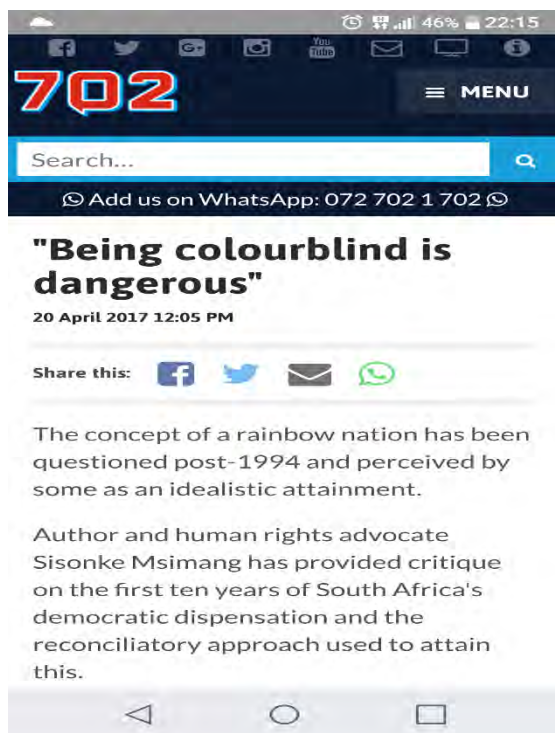 46% 22:15
You
Tube
702
≡ MENU
Search...
Add us on WhatsApp: 072 702 1 702
"Being colourblind is
dangerous"
20 April 2017 12:05 PM
Share this:
The concept of a rainbow nation has been
questioned post-1994 and perceived by
some as an idealistic attainment.
Author and human rights advocate
Sisonke Msimang has provided critique
on the first ten years of South Africa's
democratic dispensation and the
reconciliatory approach used to attain
this.